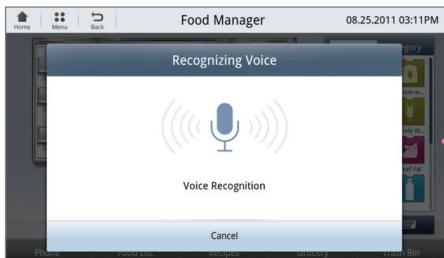 Home Menu Back Food Manager 08.25.2011 03:11PM
Recognizing Voice
Voice Recognition
Cancel
Phone Food List Recipes Grocery Trash Bin